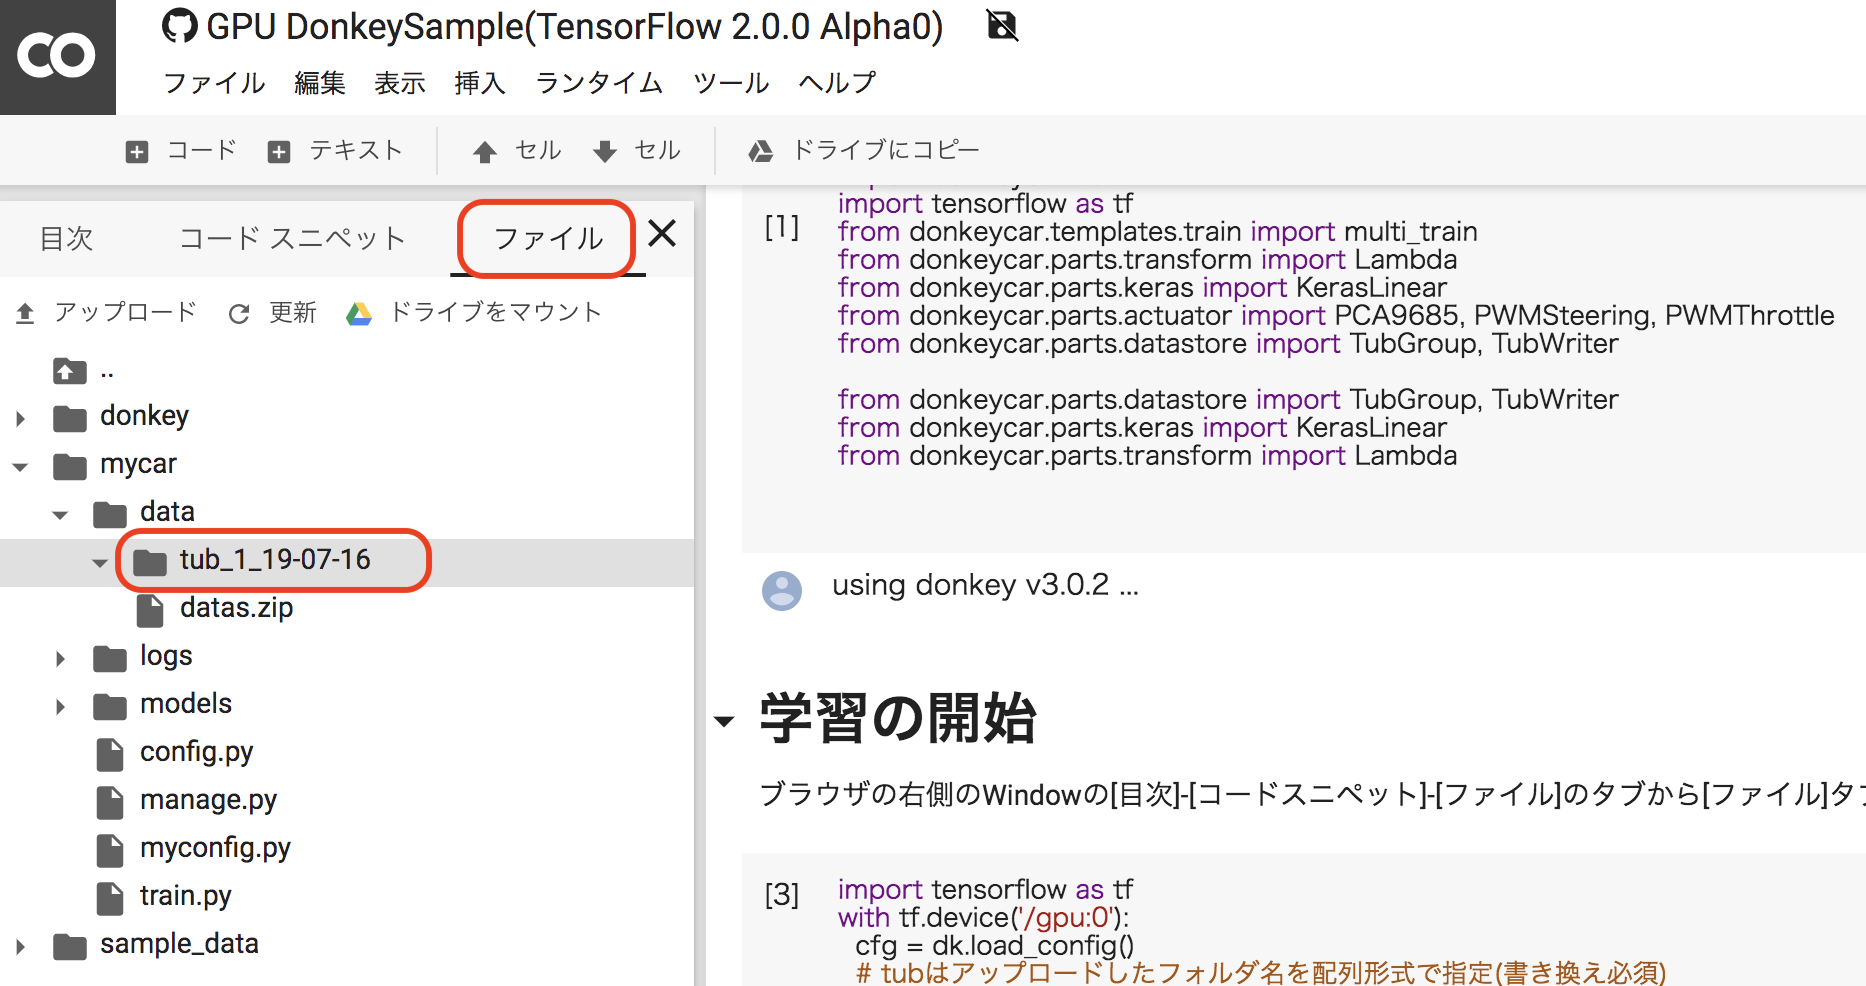 CO
GPU DonkeySample(TensorFlow 2.0.0 Alpha0)
ファイル 編集 表示 挿入 ランタイム ツール ヘルプ
コード テキスト セル セル ドライブにコピー
目次 コード スニペット ファイル
アップロード 更新 ドライブをマウント
..
donkey
mycar
data
tub_1_19-07-16
datas.zip
logs
models
config.py
manage.py
myconfig.py
train.py
sample_data
[1]
import tensorflow as tf
from donkeycar.templates.train import multi_train
from donkeycar.parts.transform import Lambda
from donkeycar.parts.keras import KerasLinear
from donkeycar.parts.actuator import PCA9685, PWMSteering, PWMThrottle
from donkeycar.parts.datastore import TubGroup, TubWriter
from donkeycar.parts.datastore import TubGroup, TubWriter
from donkeycar.parts.keras import KerasLinear
from donkeycar.parts.transform import Lambda
using donkey v3.0.2 ...
学習の開始
ブラウザの右側のWindowの[目次]-[コードスニペット]-[ファイル]のタブから[ファイル]タ
[3]
import tensorflow as tf
with tf.device('/gpu:0'):
cfg = dk.load_config()
# tubはアップロードしたフォルダ名を配列形式で指定(書き換え必須)